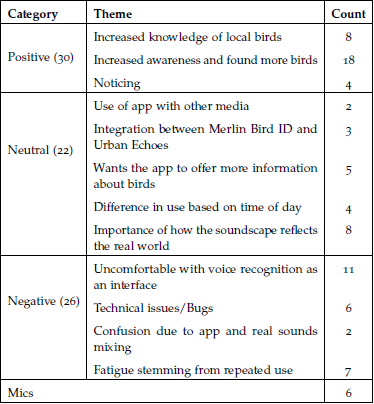 Category Theme Count
Positive (30)
Increased knowledge of local birds 8
Increased awareness and found more birds 18
Noticing 4
Neutral (22)
Use of app with other media 2
Integration between Merlin Bird ID and
Urban Echoes 3
Wants the app to offer more information
about birds 5
Difference in use based on time of day 4
Importance of how the soundscape reflects
the real world 8
Negative (26)
Uncomfortable with voice recognition as
an interface 11
Technical issues/Bugs 6
Confusion due to app and real sounds
mixing 2
Fatigue stemming from repeated use 7
Mics 6